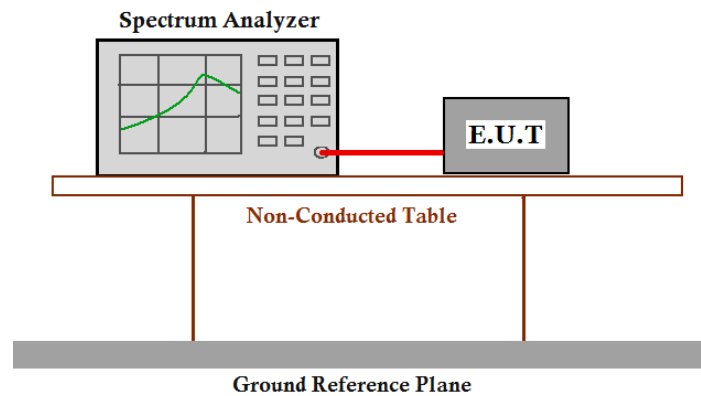 Spectrum Analyzer
E.U.T
Non-Conducted Table
Ground Reference Plane